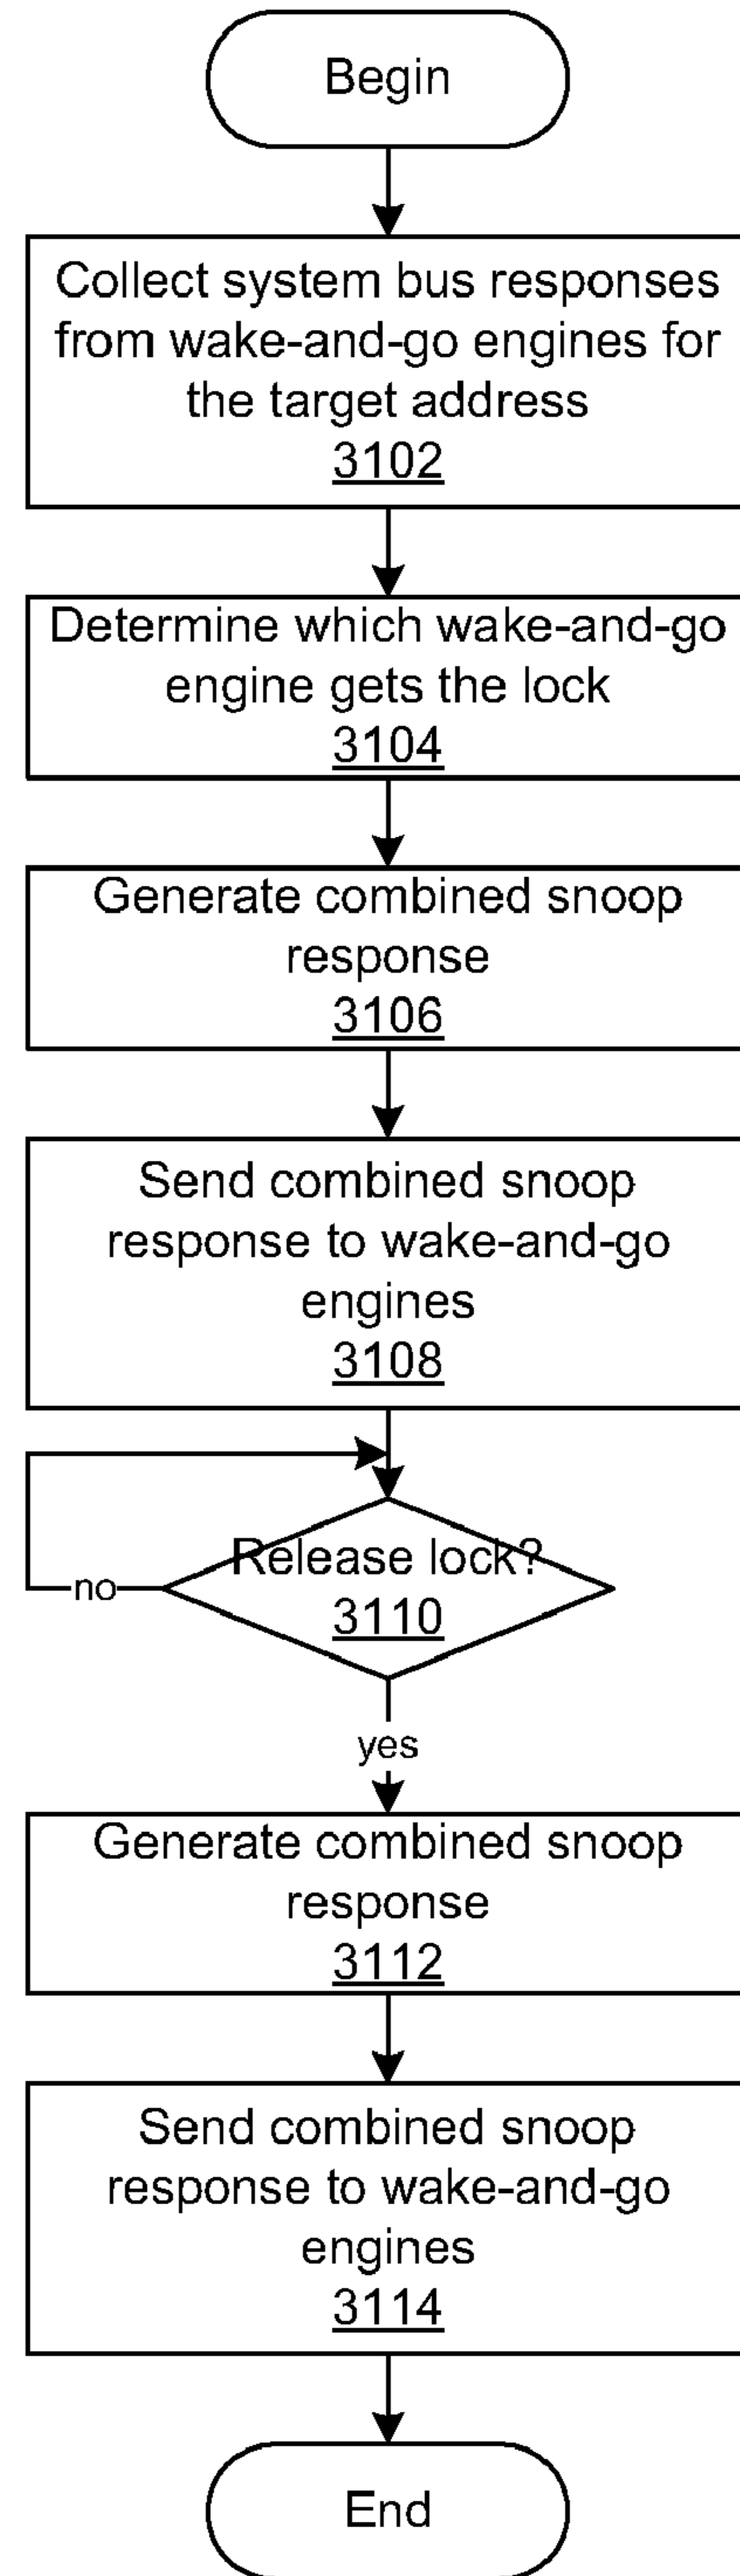 Begin
Collect system bus responses
from wake-and-go engines for
the target address
3102
Determine which wake-and-go
engine gets the lock
3104
Generate combined snoop
response
3106
Send combined snoop
response to wake-and-go
engines
3108
Release lock?
3110
no
yes
Generate combined snoop
response
3112
Send combined snoop
response to wake-and-go
engines
3114
End